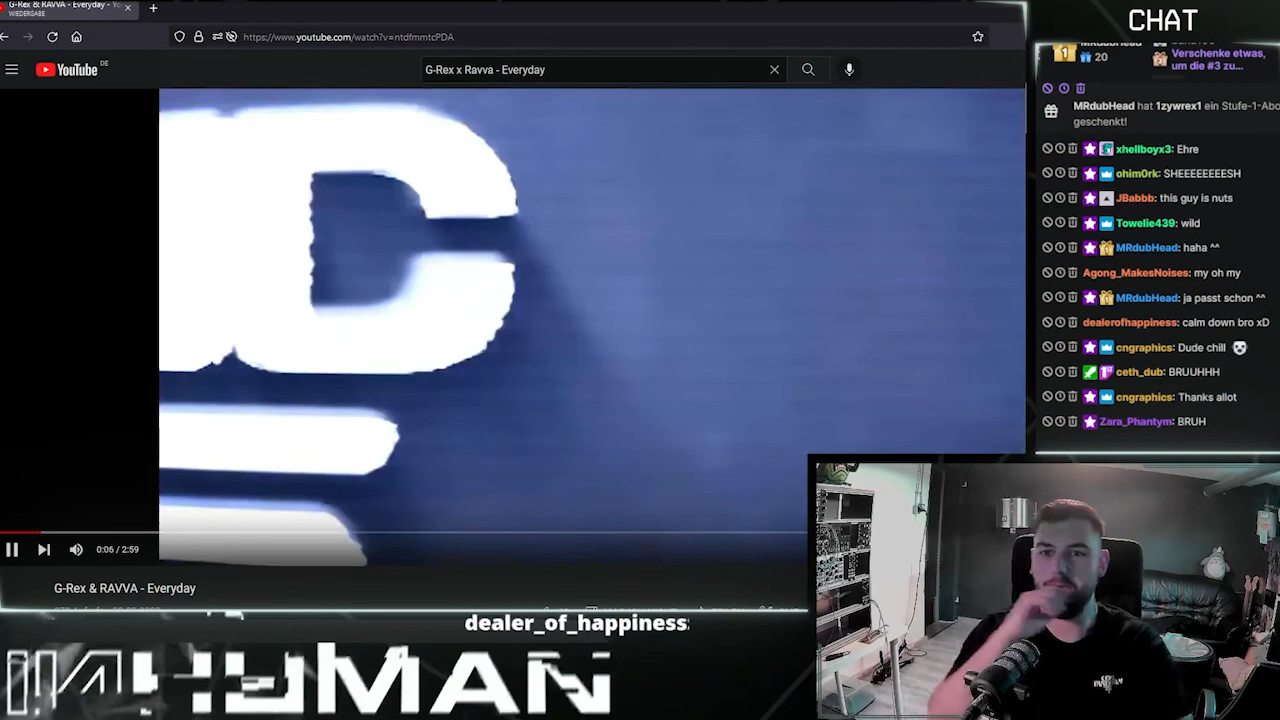 G-Rex & RAVVA - Everyday - Yo
WIEDERGABE
https://www.youtube.com/watch?v=ntdfmmtcPDA
YouTube DE
G-Rex x Ravva - Everyday
0:06 / 2:59
G-Rex & RAVVA - Everyday
dealer_of_happiness
INHUMAN
CHAT
MRdubHead
1
20
Verschenke etwas,
um die #3 zu...
MRdubHead hat 1zywrex1 ein Stufe-1-Abo
geschenkt!
xhellboyx3: Ehre
ohim0rk: SHEEEEEEEESH
JBabbb: this guy is nuts
Towelie439: wild
MRdubHead: haha ^^
Agong_MakesNoises: my oh my
MRdubHead: ja passt schon ^^
dealerofhappiness: calm down bro xD
cngraphics: Dude chill
ceth_dub: BRUUHHH
cngraphics: Thanks allot
Zara_Phantym: BRUH